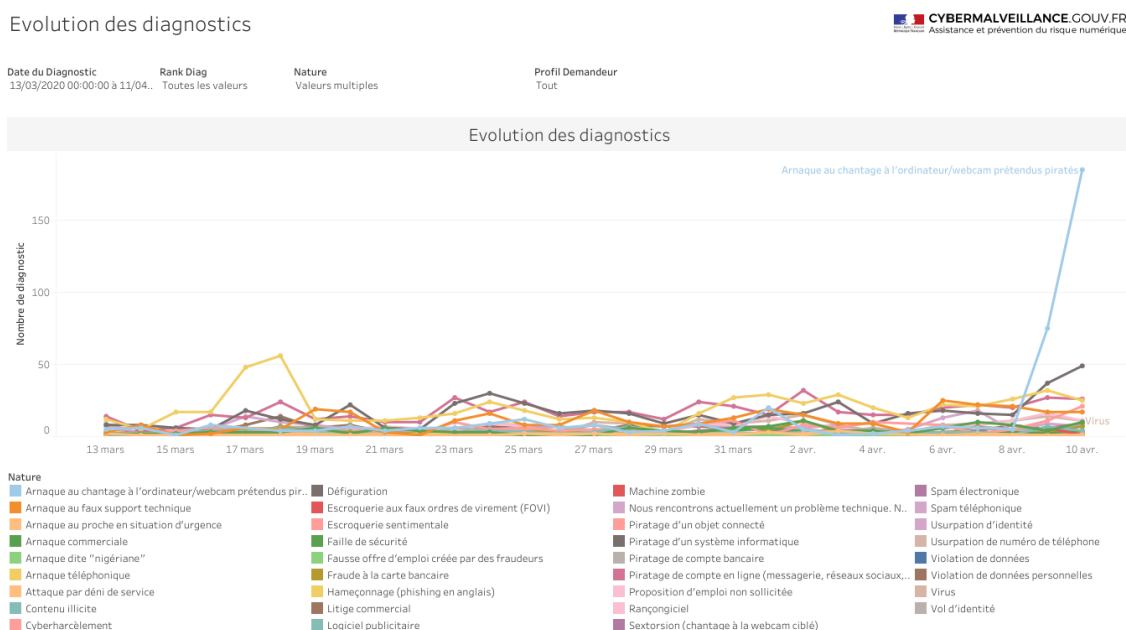 Evolution des diagnostics
CYBERMALVEILLANCE.GOUV.FR
Assistance et prévention du risque numérique
Date du Diagnostic Rank Diag Nature Profil Demandeur
13/03/2020 00:00:00 à 11/04.. Toutes les valeurs Valeurs multiples Tout
Evolution des diagnostics
Arnaque au chantage à l'ordinateur/webcam prétendus piratés
150
100
50
0
Nombre de diagnostic
Virus
13 mars 15 mars 17 mars 19 mars 21 mars 23 mars 25 mars 27 mars 29 mars 31 mars 2 avr. 4 avr. 6 avr. 8 avr. 10 avr.
Nature
Arnaque au chantage à l'ordinateur/webcam prétendus pir.. Défiguration Machine zombie Spam électronique
Arnaque au faux support technique Escroquerie aux faux ordres de virement (FOVI) Nous rencontrons actuellement un problème technique. N.. Spam téléphonique
Arnaque au proche en situation d'urgence Escroquerie sentimentale Piratage d'un objet connecté Usurpation d'identité
Arnaque commerciale Faille de sécurité Piratage d'un système informatique Usurpation de numéro de téléphone
Arnaque dite "nigériane" Fausse offre d'emploi créée par des fraudeurs Piratage de compte bancaire Violation de données
Arnaque téléphonique Fraude à la carte bancaire Piratage de compte en ligne (messagerie, réseaux sociaux,.. Violation de données personnelles
Attaque par déni de service Hameçonnage (phishing en anglais) Proposition d'emploi non sollicitée Virus
Contenu illicite Litige commercial Rançongiciel Vol d'identité
Cyberharcèlement Logiciel publicitaire Sextorsion (chantage à la webcam ciblé)